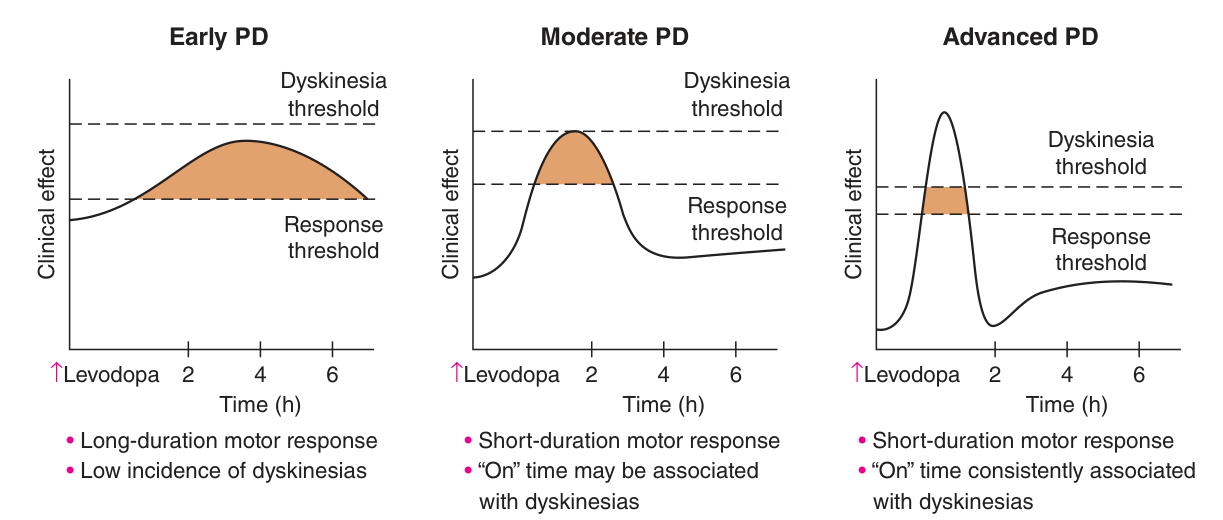 Early PD
Dyskinesia
threshold
Response
threshold
Clinical effect
↑Levodopa 2 4 6
Time (h)
• Long-duration motor response
• Low incidence of dyskinesias
Moderate PD
Dyskinesia
threshold
Response
threshold
Clinical effect
↑Levodopa 2 4 6
Time (h)
• Short-duration motor response
• “On” time may be associated
with dyskinesias
Advanced PD
Dyskinesia
threshold
Response
threshold
Clinical effect
↑Levodopa 2 4 6
Time (h)
• Short-duration motor response
• “On” time consistently associated
with dyskinesias